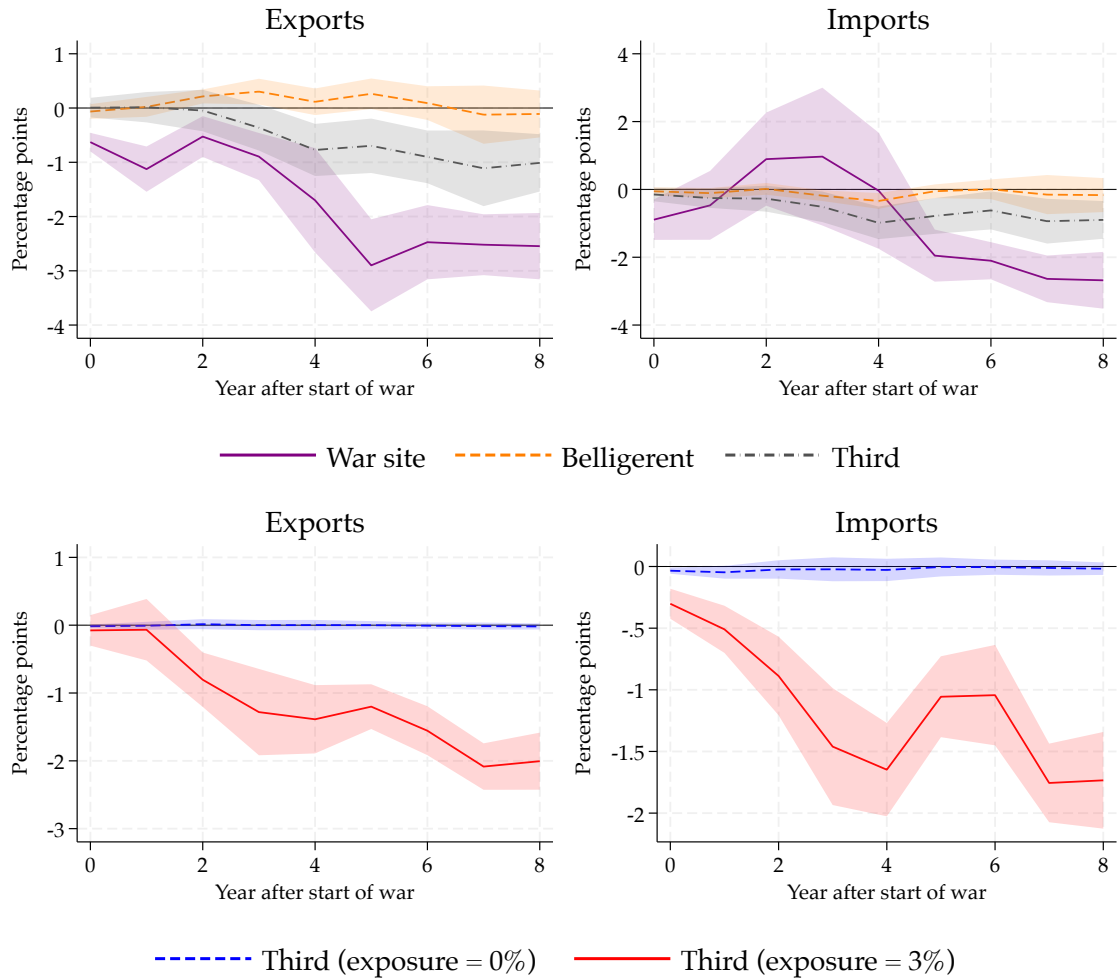 Exports
Imports
Percentage points
1
0
-1
-2
-3
-4
0 2 4 6 8
Year after start of war
Percentage points
4
2
0
-2
-4
0 2 4 6 8
Year after start of war
War site Belligerent Third
Exports
Imports
Percentage points
1
0
-1
-2
-3
0 2 4 6 8
Year after start of war
Percentage points
0
-.5
-1
-1.5
-2
0 2 4 6 8
Year after start of war
Third (exposure = 0%) Third (exposure = 3%)